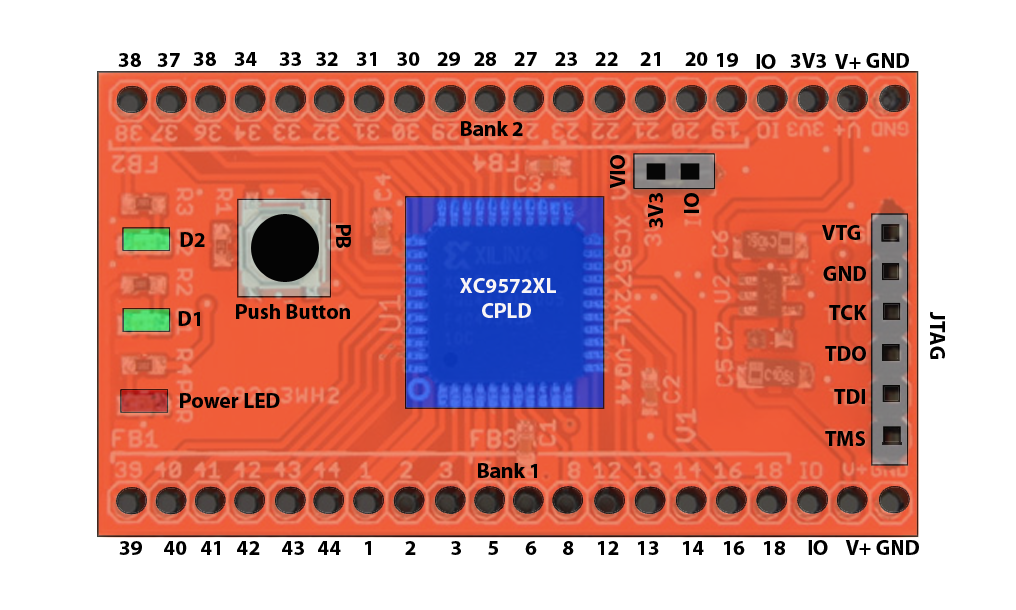 38 37 38 34 33 32 31 30 29 28 27 23 22 21 20 19 IO 3V3 V+ GND
38 37 36 34 33 32 31 30 29 2 23 22 21 20 19 IO 3V3 V+ GND
Bank 2
FB2
FB4
C3
VIO
3V3
IO
R3
R1
C4
D2
PB
Push Button
R2
D1
U1
XILINX
XC9572XL
CPLD
XC9572XL-VQ44
C6
U2
C7
C5
C2
V1
VTG
GND
TCK
TDO
TDI
TMS
JTAG
R4
PWR
Power LED
FB1
FB3
C1
Bank 1
39 40 41 42 43 44 1 2 3 8 12 13 14 16 18 IO V+ GND
39 40 41 42 43 44 1 2 3 5 6 8 12 13 14 16 18 IO V+ GND